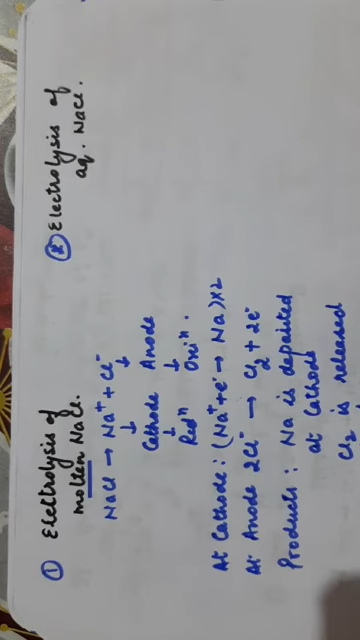 ① Electrolysis of
molten NaCl.
NaCl → Na⁺ + Cl⁻
↓ ↓
Cathode Anode
↓ ↓
Redⁿ Oxiⁿ.
At Cathode : (Na⁺ + e⁻ → Na) × 2
At Anode 2Cl⁻ → Cl₂ + 2e⁻
Products : Na is deposited
at Cathode
Cl₂ is released
② Electrolysis of
aq. NaCl.